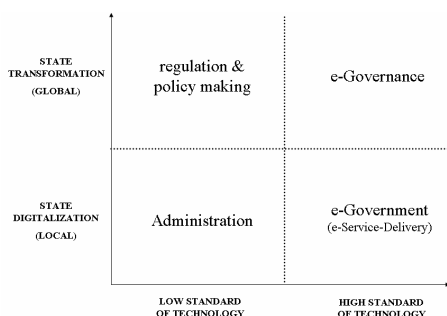 STATE
TRANSFORMATION
(GLOBAL)
regulation &
policy making
e-Governance
STATE
DIGITALIZATION
(LOCAL)
Administration
e-Government
(e-Service-Delivery)
LOW STANDARD
OF TECHNOLOGY
HIGH STANDARD
OF TECHNOLOGY